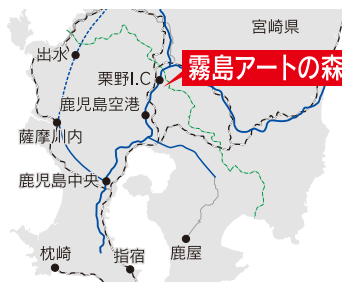 宮崎県
出水
霧島アートの森
栗野I.C
鹿児島空港
薩摩川内
鹿児島中央
枕崎
指宿
鹿屋